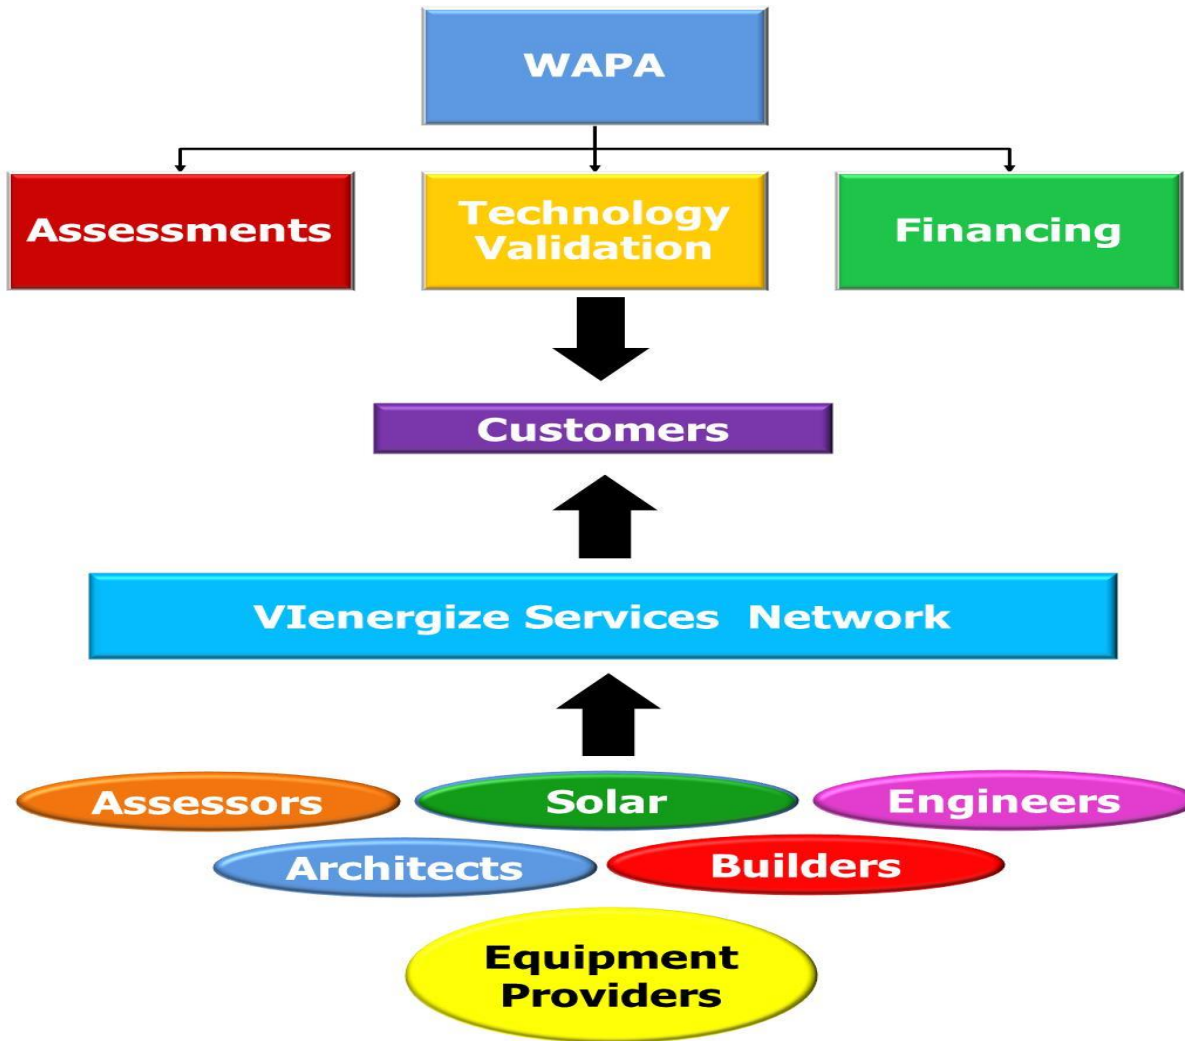 WAPA
Assessments
Technology
Validation
Financing
Customers
VIenergize Services  Network
Assessors
Solar
Engineers
Architects
Builders
Equipment
Providers